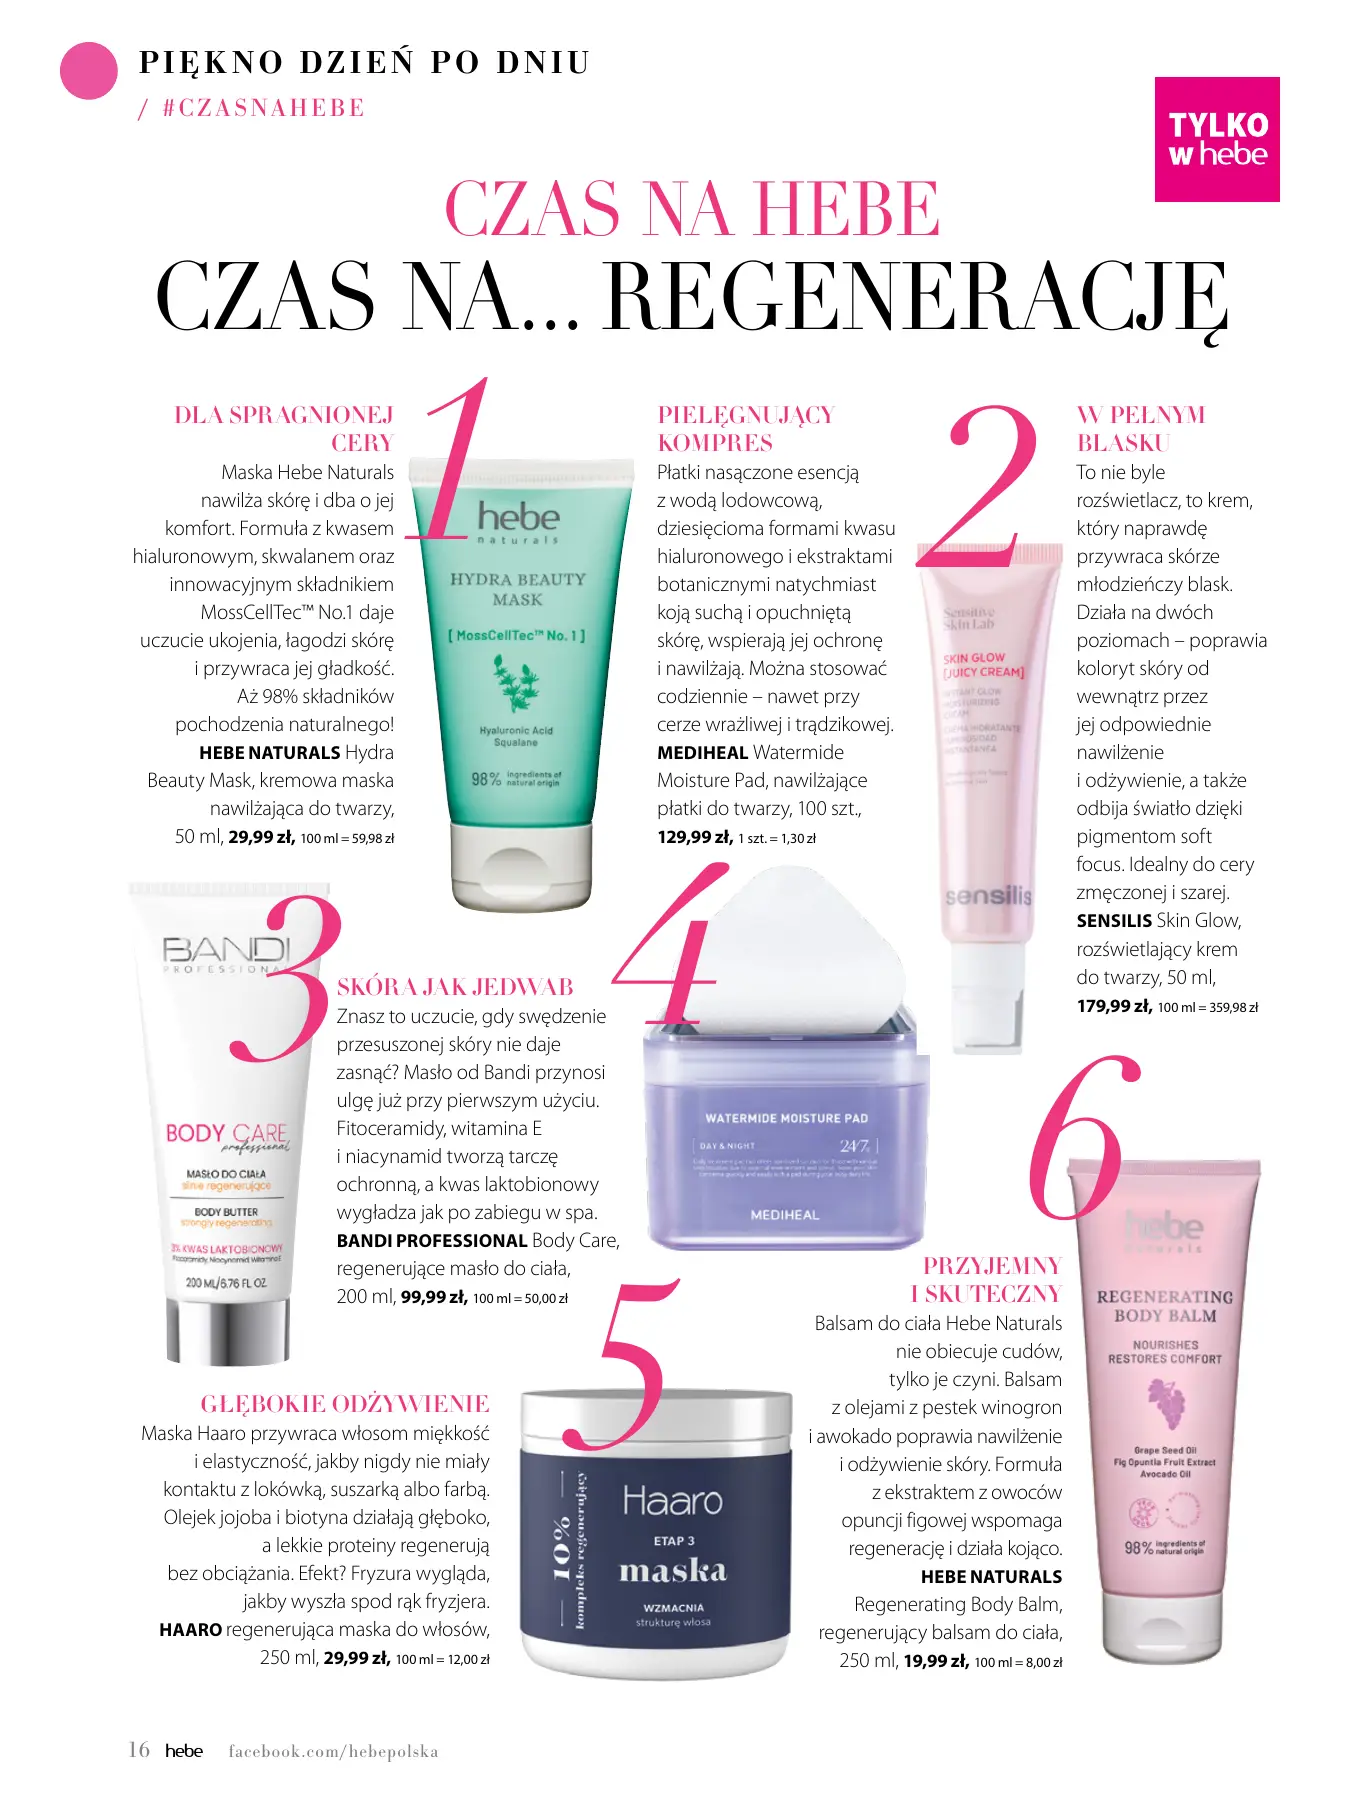 PIĘKNO DZIEŃ PO DNIU
/ #CZASNAHEBE
TYLKO
w hebe
CZAS NA HEBE
CZAS NA... REGENERACJĘ
1
DLA SPRAGNIONEJ
CERY
Maska Hebe Naturals
nawilża skórę i dba o jej
komfort. Formuła z kwasem
hialuronowym, skwalanem oraz
innowacyjnym składnikiem
MossCellTec™ No.1 daje
uczucie ukojenia, łagodzi skórę
i przywraca jej gładkość.
Aż 98% składników
pochodzenia naturalnego!
HEBE NATURALS Hydra
Beauty Mask, kremowa maska
nawilżająca do twarzy,
50 ml, 29,99 zł, 100 ml = 59,98 zł
hebe
naturals
HYDRA BEAUTY
MASK
[ MossCellTec™ No. 1 ]
Hyaluronic Acid
Squalane
98% ingredients of
natural origin
PIELĘGNUJĄCY
KOMPRES
Płatki nasączone esencją
z wodą lodowcową,
dziesięcioma formami kwasu
hialuronowego i ekstraktami
botanicznymi natychmiast
koją suchą i opuchniętą
skórę, wspierają jej ochronę
i nawilżają. Można stosować
codziennie – nawet przy
cerze wrażliwej i trądzikowej.
MEDIHEAL Watermide
Moisture Pad, nawilżające
płatki do twarzy, 100 szt.,
129,99 zł, 1 szt. = 1,30 zł
2
Sensitive
Skin Lab
SKIN GLOW
[JUICY CREAM]
INSTANT GLOW
MOISTURIZING
CREAM
CREMA HIDRATANTE
LUMINOSIDAD
INSTANTÁNEA
sensilis
W PEŁNYM
BLASKU
To nie byle
rozświetlacz, to krem,
który naprawdę
przywraca skórze
młodzieńczy blask.
Działa na dwóch
poziomach – poprawia
koloryt skóry od
wewnątrz przez
jej odpowiednie
nawilżenie
i odżywienie, a także
odbija światło dzięki
pigmentom soft
focus. Idealny do cery
zmęczonej i szarej.
SENSILIS Skin Glow,
rozświetlający krem
do twarzy, 50 ml,
179,99 zł, 100 ml = 359,98 zł
3
BANDI
PROFESSIONAL
BODY CARE
professional
MASŁO DO CIAŁA
silnie regenerujące
BODY BUTTER
strongly regenerating
3% KWAS LAKTOBIONOWY
Fitoceramidy, Niacynamid, Witamina E
200 ML/6.76 FL OZ.
SKÓRA JAK JEDWAB
Znasz to uczucie, gdy swędzenie
przesuszonej skóry nie daje
zasnąć? Masło od Bandi przynosi
ulgę już przy pierwszym użyciu.
Fitoceramidy, witamina E
i niacynamid tworzą tarczę
ochronną, a kwas laktobionowy
wygładza jak po zabiegu w spa.
BANDI PROFESSIONAL Body Care,
regenerujące masło do ciała,
200 ml, 99,99 zł, 100 ml = 50,00 zł
4
WATERMIDE MOISTURE PAD
[ DAY & NIGHT
24/7 ]
MEDIHEAL
GŁĘBOKIE ODŻYWIENIE
Maska Haaro przywraca włosom miękkość
i elastyczność, jakby nigdy nie miały
kontaktu z lokówką, suszarką albo farbą.
Olejek jojoba i biotyna działają głęboko,
a lekkie proteiny regenerują
bez obciążania. Efekt? Fryzura wygląda,
jakby wyszła spod rąk fryzjera.
HAARO regenerująca maska do włosów,
250 ml, 29,99 zł, 100 ml = 12,00 zł
5
10%
kompleks regenerujący
Haaro
ETAP 3
maska
WZMACNIA
strukturę włosa
PRZYJEMNY
I SKUTECZNY
Balsam do ciała Hebe Naturals
nie obiecuje cudów,
tylko je czyni. Balsam
z olejami z pestek winogron
i awokado poprawia nawilżenie
i odżywienie skóry. Formuła
z ekstraktem z owoców
opuncji figowej wspomaga
regenerację i działa kojąco.
HEBE NATURALS
Regenerating Body Balm,
regenerujący balsam do ciała,
250 ml, 19,99 zł, 100 ml = 8,00 zł
6
hebe
naturals
REGENERATING
BODY BALM
NOURISHES
RESTORES COMFORT
Grape Seed Oil
Fig Opuntia Fruit Extract
Avocado Oil
98% ingredients of
natural origin
16 hebe facebook.com/hebepolska